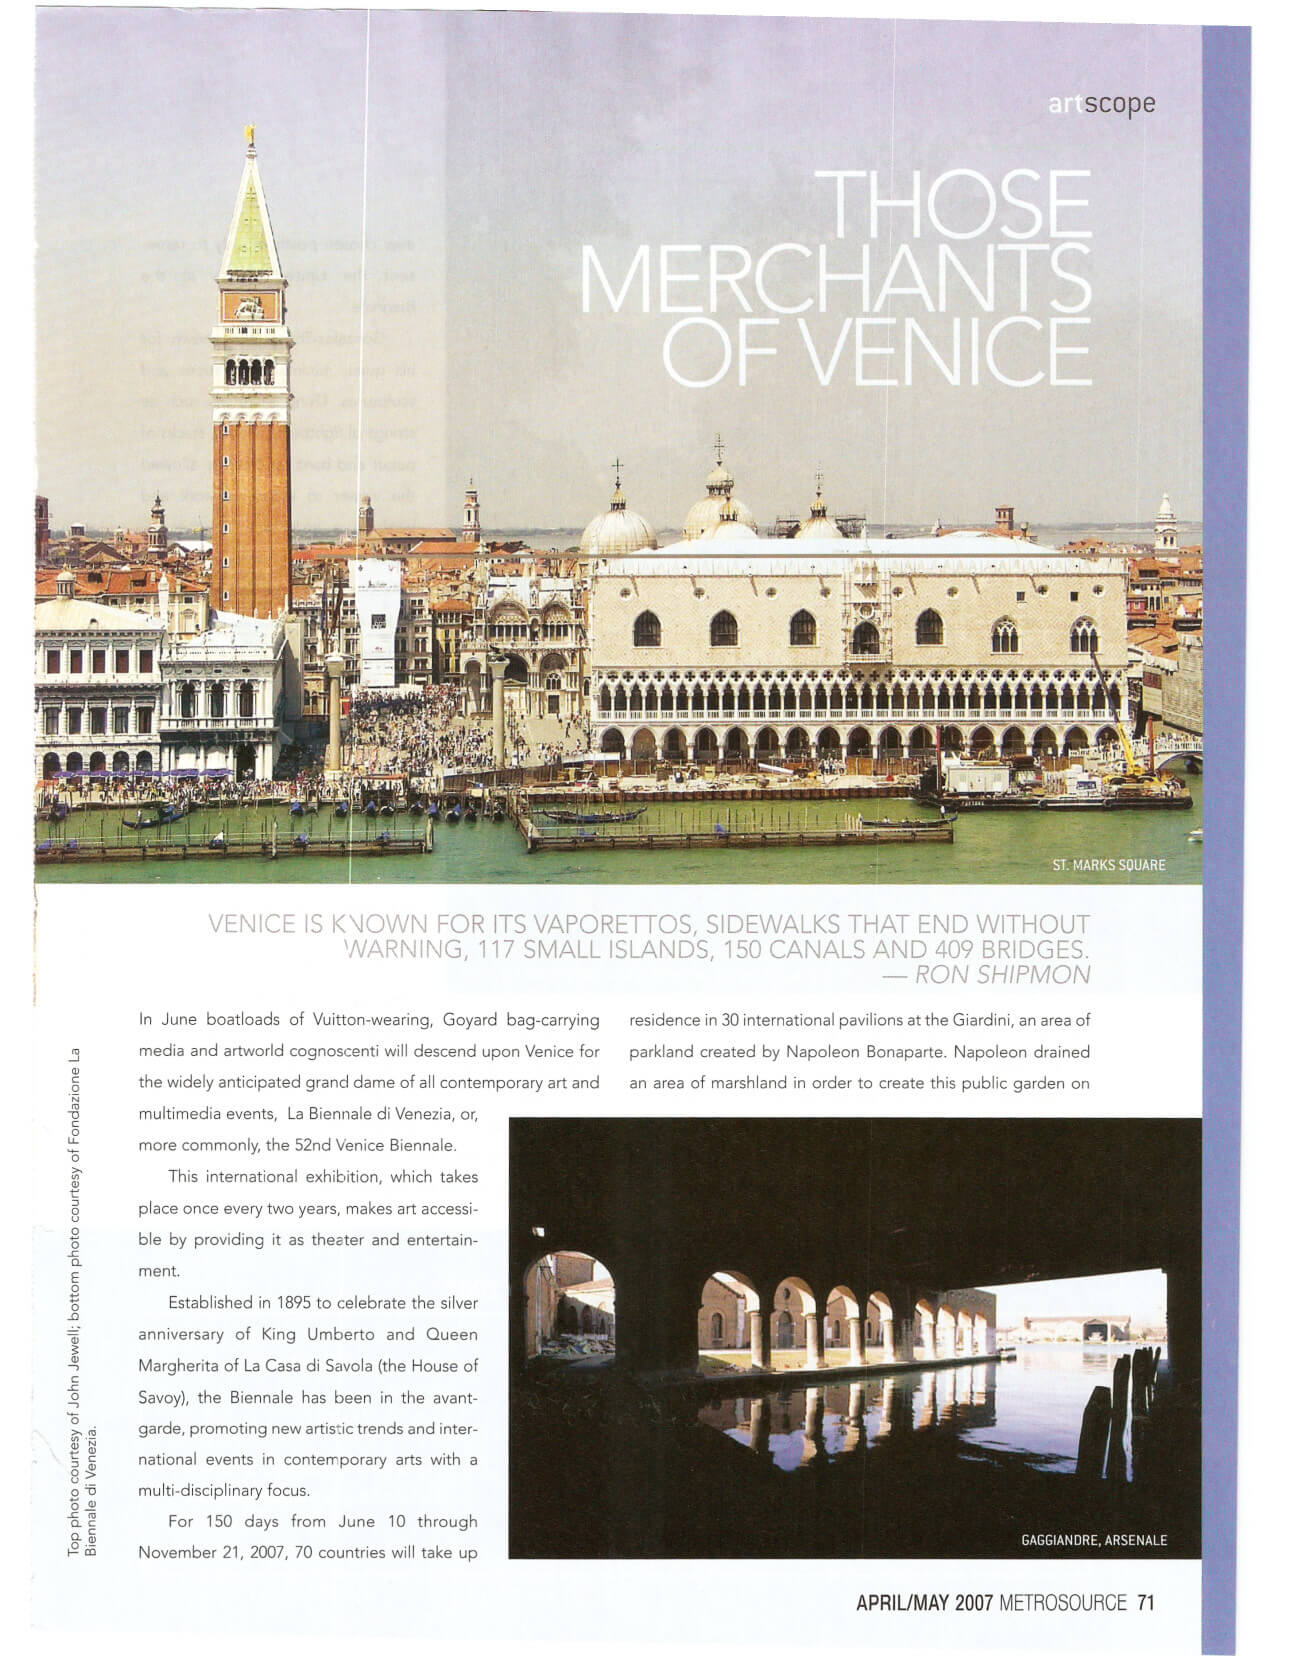 artscope
THOSE
MERCHANTS
OF VENICE
ST. MARKS SQUARE
VENICE IS KNOWN FOR ITS VAPORETTOS, SIDEWALKS THAT END WITHOUT
WARNING, 117 SMALL ISLANDS, 150 CANALS AND 409 BRIDGES.
— RON SHIPMON
In June boatloads of Vuitton-wearing, Goyard bag-carrying
media and artworld cognoscenti will descend upon Venice for
the widely anticipated grand dame of all contemporary art and
multimedia events, La Biennale di Venezia, or,
more commonly, the 52nd Venice Biennale.
This international exhibition, which takes
place once every two years, makes art accessi-
ble by providing it as theater and entertain-
ment.
Established in 1895 to celebrate the silver
anniversary of King Umberto and Queen
Margherita of La Casa di Savola (the House of
Savoy), the Biennale has been in the avant-
garde, promoting new artistic trends and inter-
national events in contemporary arts with a
multi-disciplinary focus.
For 150 days from June 10 through
November 21, 2007, 70 countries will take up
residence in 30 international pavilions at the Giardini, an area of
parkland created by Napoleon Bonaparte. Napoleon drained
an area of marshland in order to create this public garden on
GAGGIANDRE, ARSENALE
Top photo courtesy of John Jewell; bottom photo courtesy of Fondazione La
Biennale di Venezia.
APRIL/MAY 2007 METROSOURCE 71